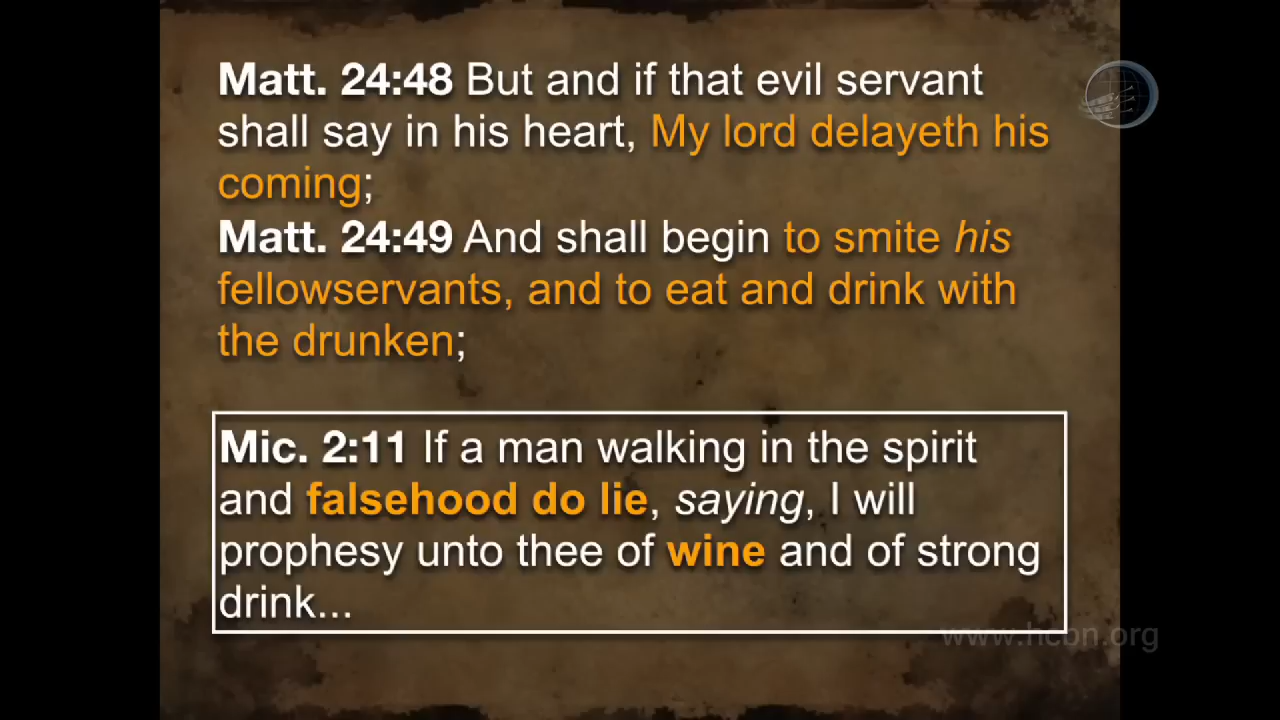 Matt. 24:48 But and if that evil servant
shall say in his heart, My lord delayeth his
coming;
Matt. 24:49 And shall begin to smite his
fellowservants, and to eat and drink with
the drunken;
Mic. 2:11 If a man walking in the spirit
and falsehood do lie, saying, I will
prophesy unto thee of wine and of strong
drink...
www.hcbn.org